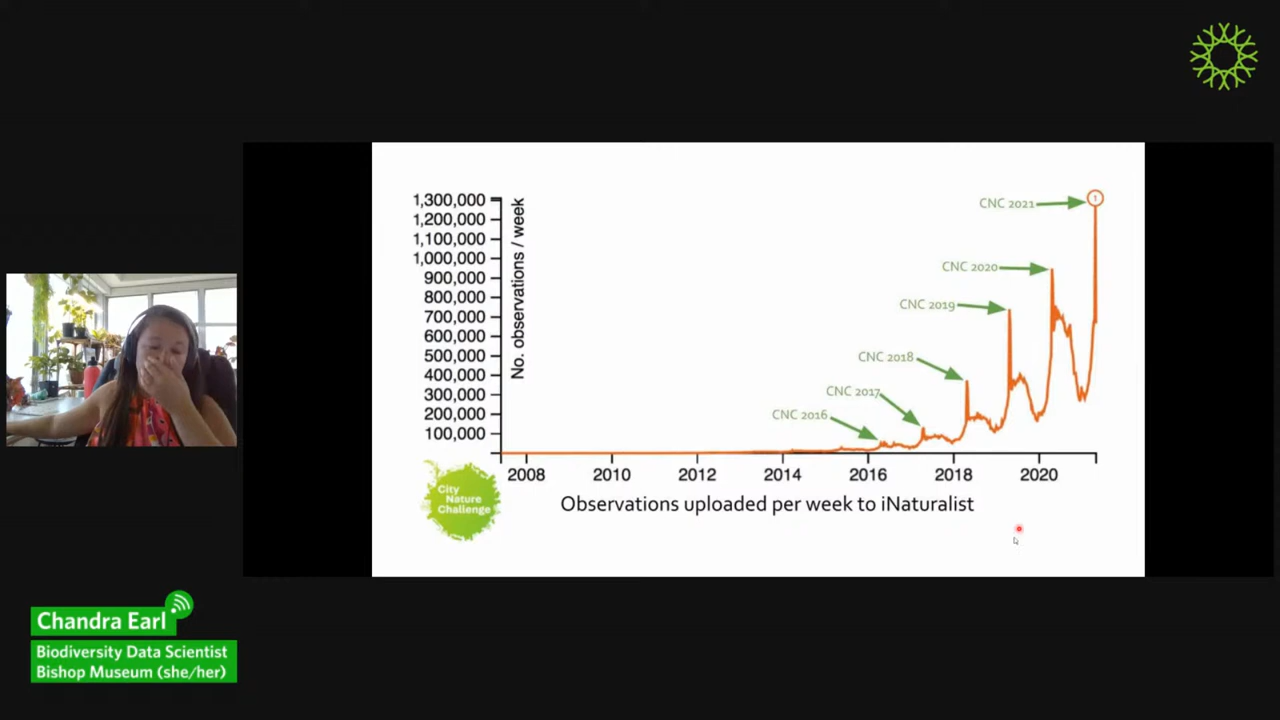 1,300,000
1,200,000
1,100,000
1,000,000
900,000
800,000
700,000
600,000
500,000
400,000
300,000
200,000
100,000
No. observations / week
CNC 2021
CNC 2020
CNC 2019
CNC 2018
CNC 2017
CNC 2016
1
2008 2010 2012 2014 2016 2018 2020
City
Nature
Challenge
Observations uploaded per week to iNaturalist
Chandra Earl
Biodiversity Data Scientist
Bishop Museum (she/her)